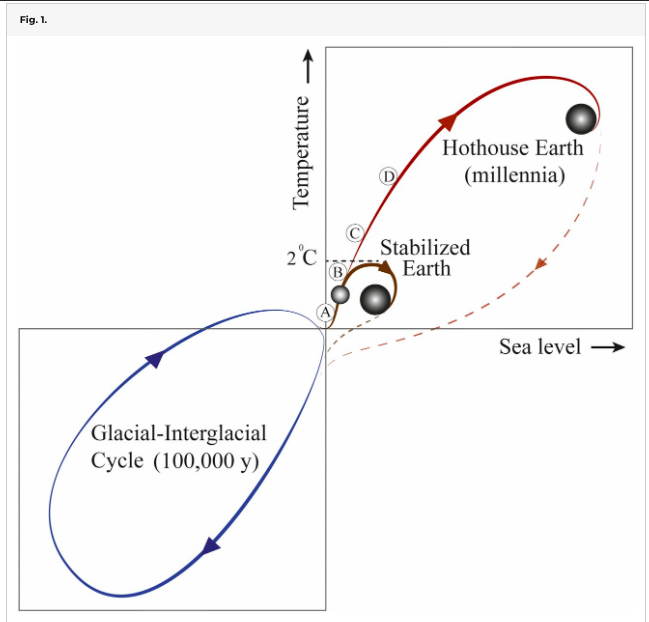 Fig. 1.
Temperature
Hothouse Earth
(millennia)
D
C
2°C
Stabilized
Earth
B
A
Sea level
Glacial-Interglacial
Cycle (100,000 y)